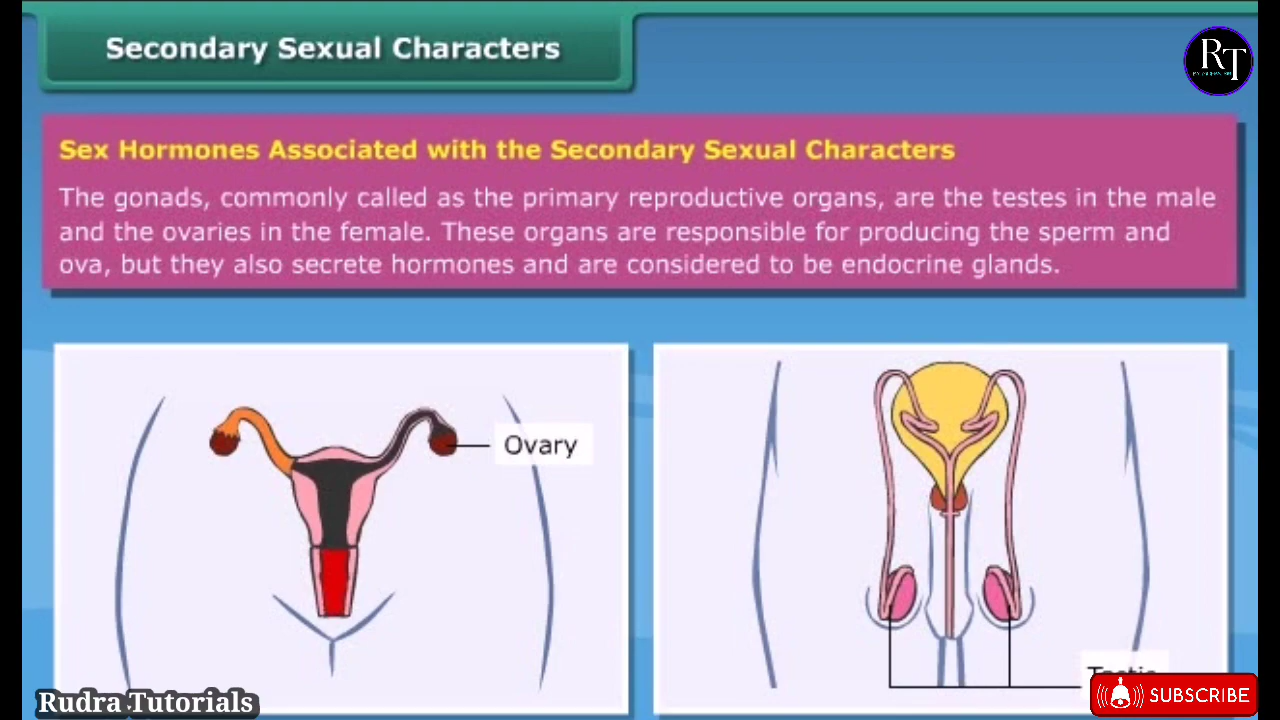 Secondary Sexual Characters
RT
Sex Hormones Associated with the Secondary Sexual Characters
The gonads, commonly called as the primary reproductive organs, are the testes in the male
and the ovaries in the female. These organs are responsible for producing the sperm and
ova, but they also secrete hormones and are considered to be endocrine glands.
Ovary
Rudra Tutorials
SUBSCRIBE